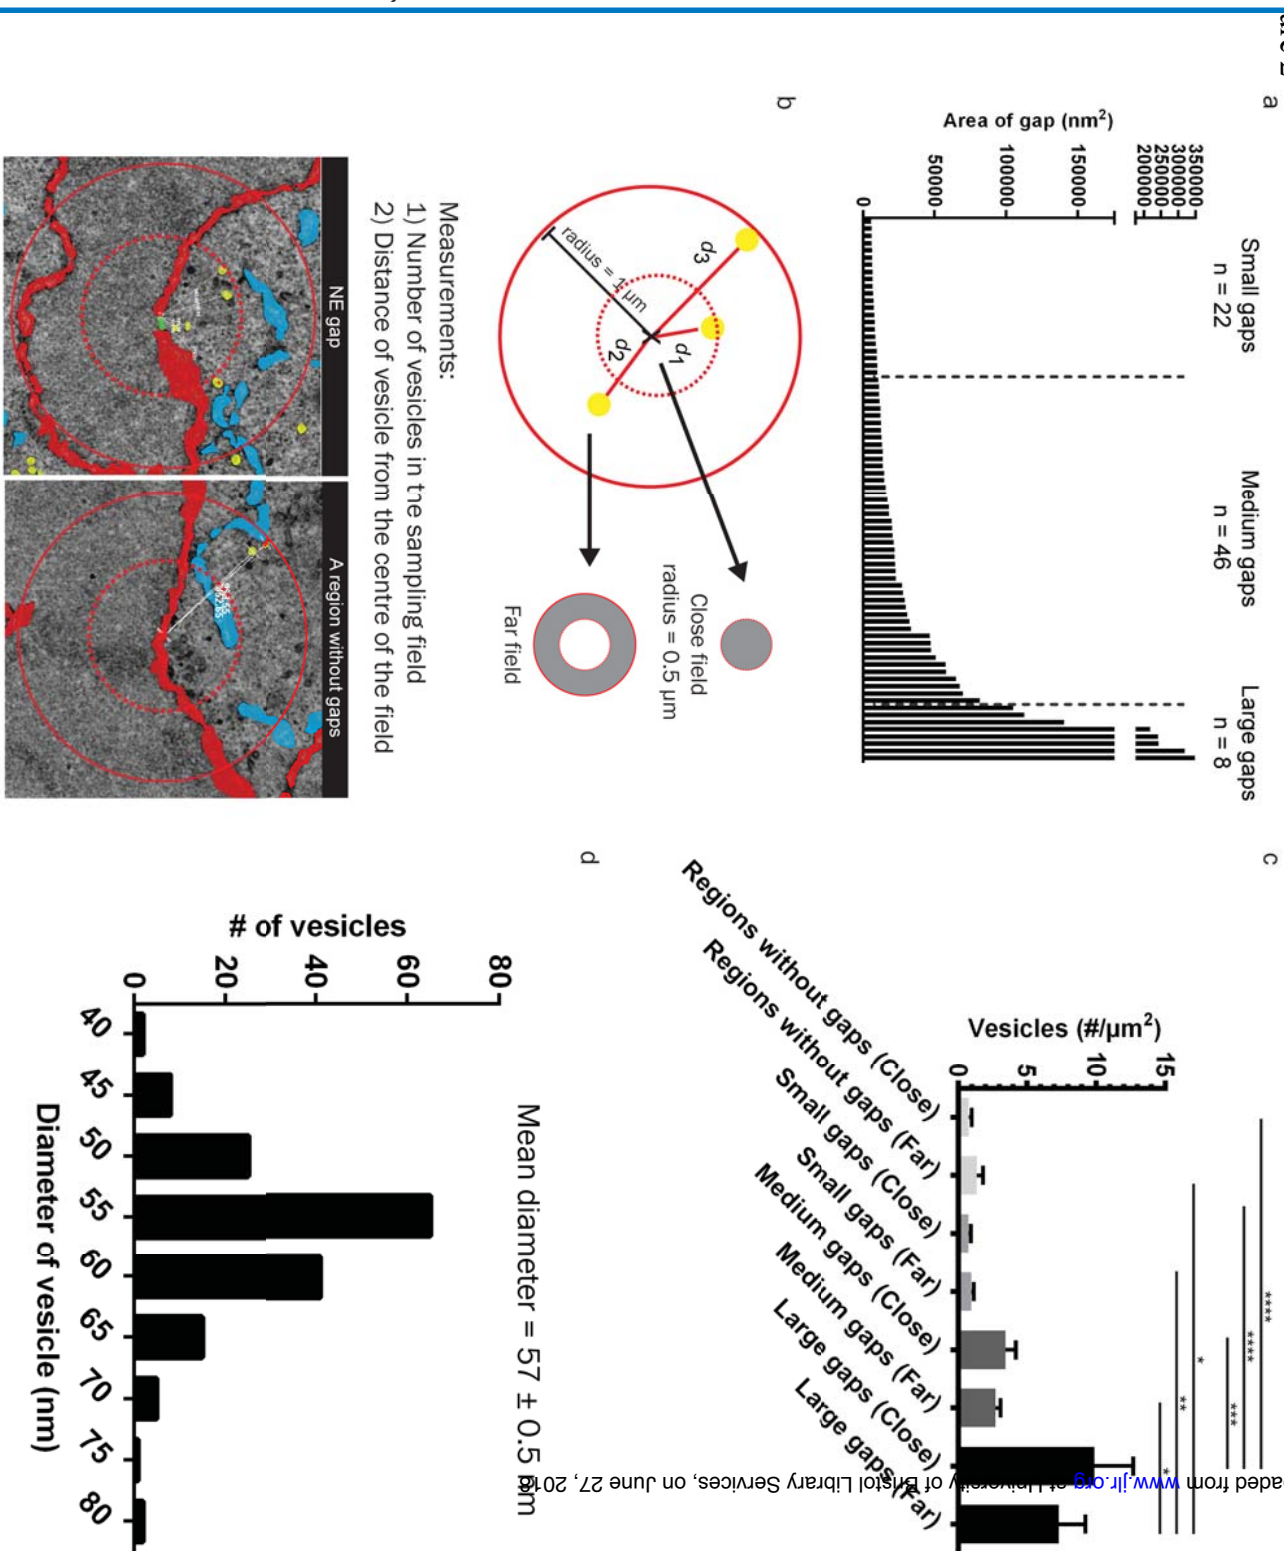 a
Area of gap (nm²)
350000
300000
250000
200000
150000
100000
50000
0
Small gaps
n = 22
Medium gaps
n = 46
Large gaps
n = 8
b
radius = 1 µm
d3
d1
d2
Close field
radius = 0.5 µm
Far field
Measurements:
1) Number of vesicles in the sampling field
2) Distance of vesicle from the centre of the field
NE gap
A region without gaps
c
Vesicles (#/µm²)
15
10
5
0
****
****
***
*
**
*
Regions without gaps (Close)
Regions without gaps (Far)
Small gaps (Close)
Small gaps (Far)
Medium gaps (Close)
Medium gaps (Far)
Large gaps (Close)
Large gaps (Far)
d
Mean diameter = 57 ± 0.5 nm
# of vesicles
80
60
40
20
0
40 45 50 55 60 65 70 75 80
Diameter of vesicle (nm)
from www.jlr.org at University of Bristol Library Services, on June 27, 2018